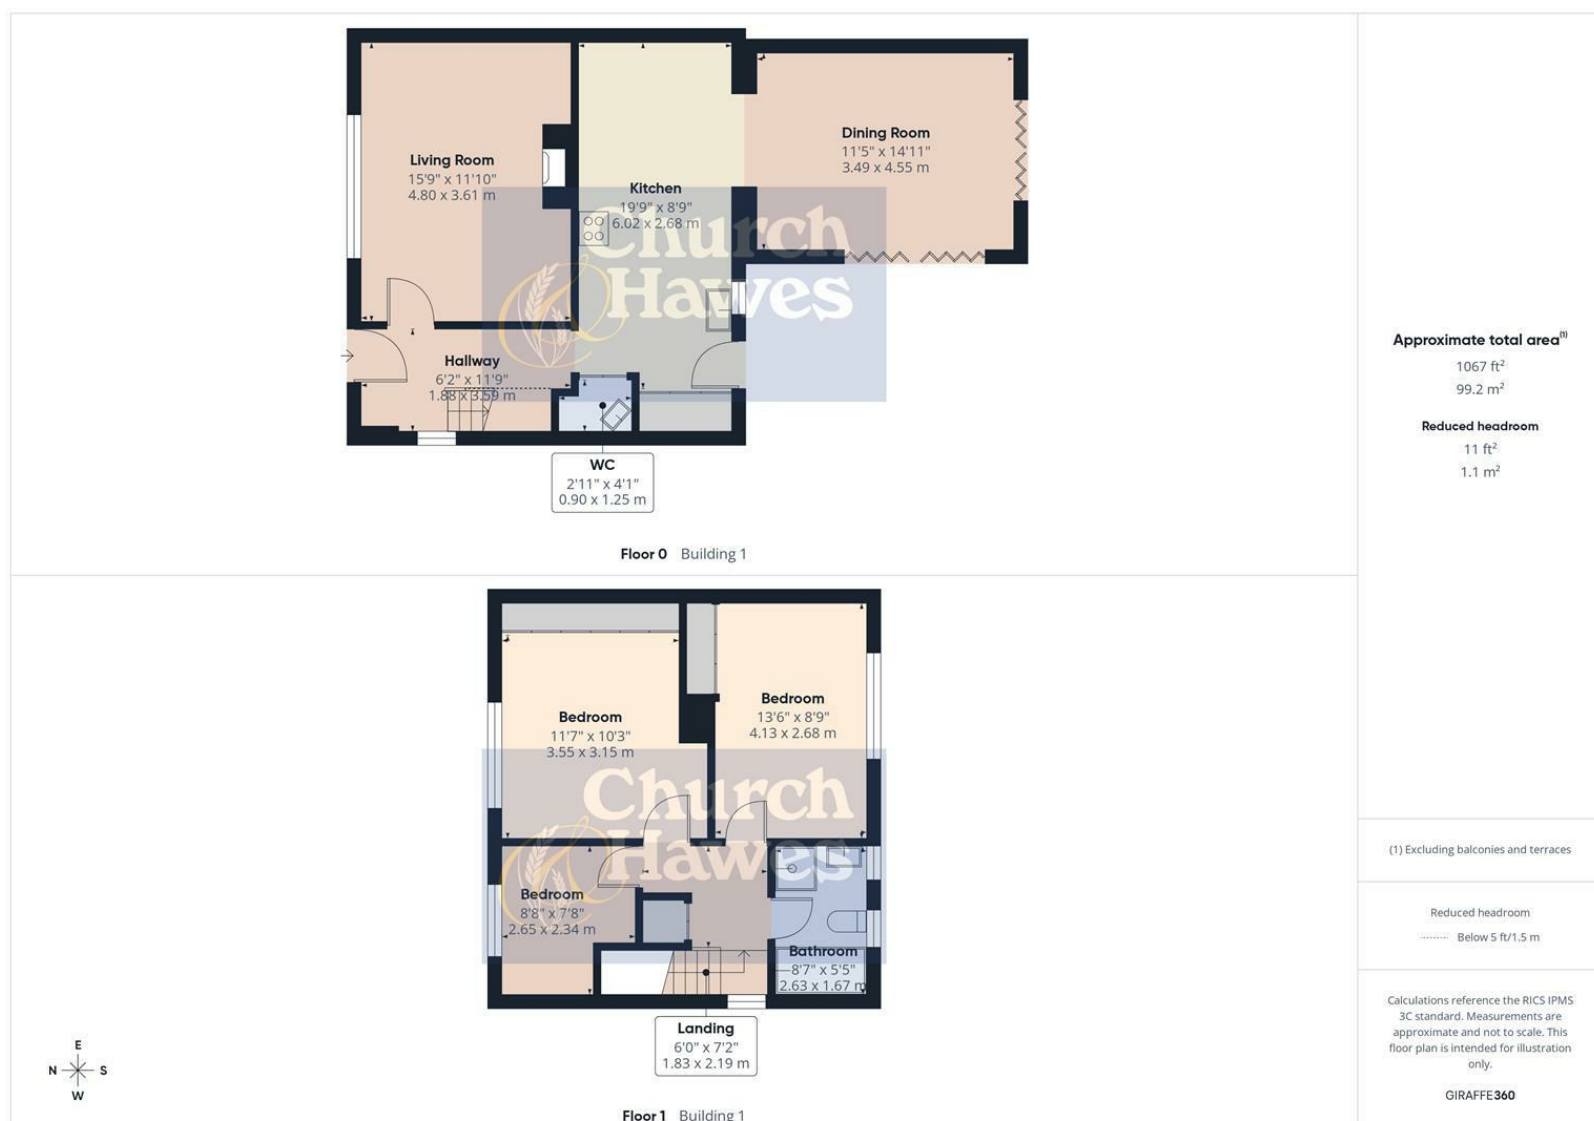 Living Room
15'9" x 11'10"
4.80 x 3.61 m
Kitchen
19'9" x 8'9"
6.02 x 2.68 m
Dining Room
11'5" x 14'11"
3.49 x 4.55 m
Church
& Hawes
Hallway
6'2" x 11'9"
1.88 x 3.59 m
WC
2'11" x 4'1"
0.90 x 1.25 m
Floor 0 Building 1
Bedroom
11'7" x 10'3"
3.55 x 3.15 m
Bedroom
13'6" x 8'9"
4.13 x 2.68 m
Church
& Hawes
Bedroom
8'8" x 7'8"
2.65 x 2.34 m
Bathroom
8'7" x 5'5"
2.63 x 1.67 m
Landing
6'0" x 7'2"
1.83 x 2.19 m
Floor 1 Building 1
E
N S
W
Approximate total area(1)
1067 ft²
99.2 m²
Reduced headroom
11 ft²
1.1 m²
(1) Excluding balconies and terraces
Reduced headroom
Below 5 ft/1.5 m
Calculations reference the RICS IPMS
3C standard. Measurements are
approximate and not to scale. This
floor plan is intended for illustration
only.
GIRAFFE360